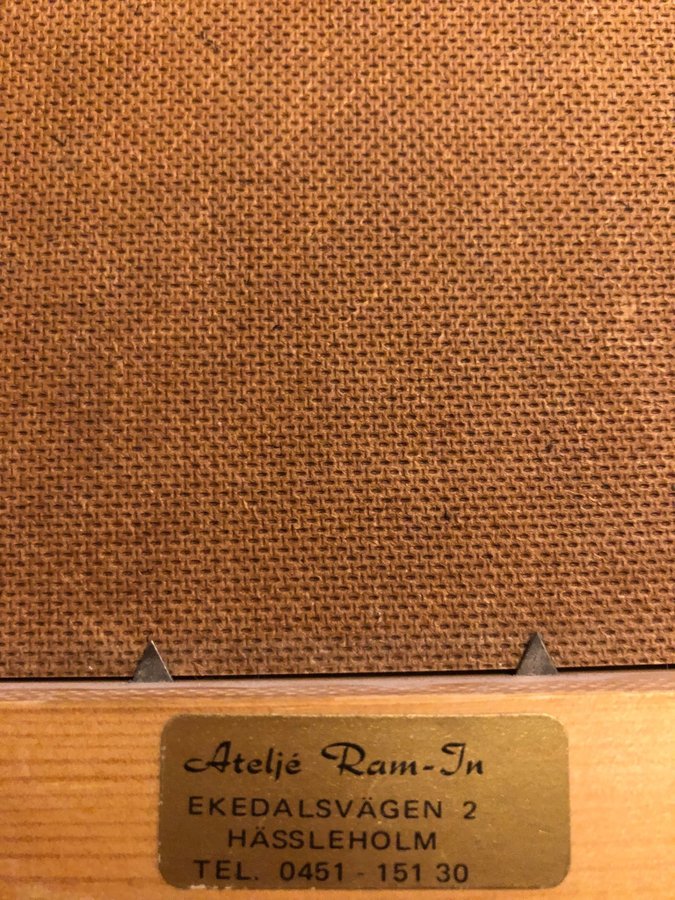 Ateljé Ram-In
EKEDALSVÄGEN 2
HÄSSLEHOLM
TEL. 0451 - 151 30